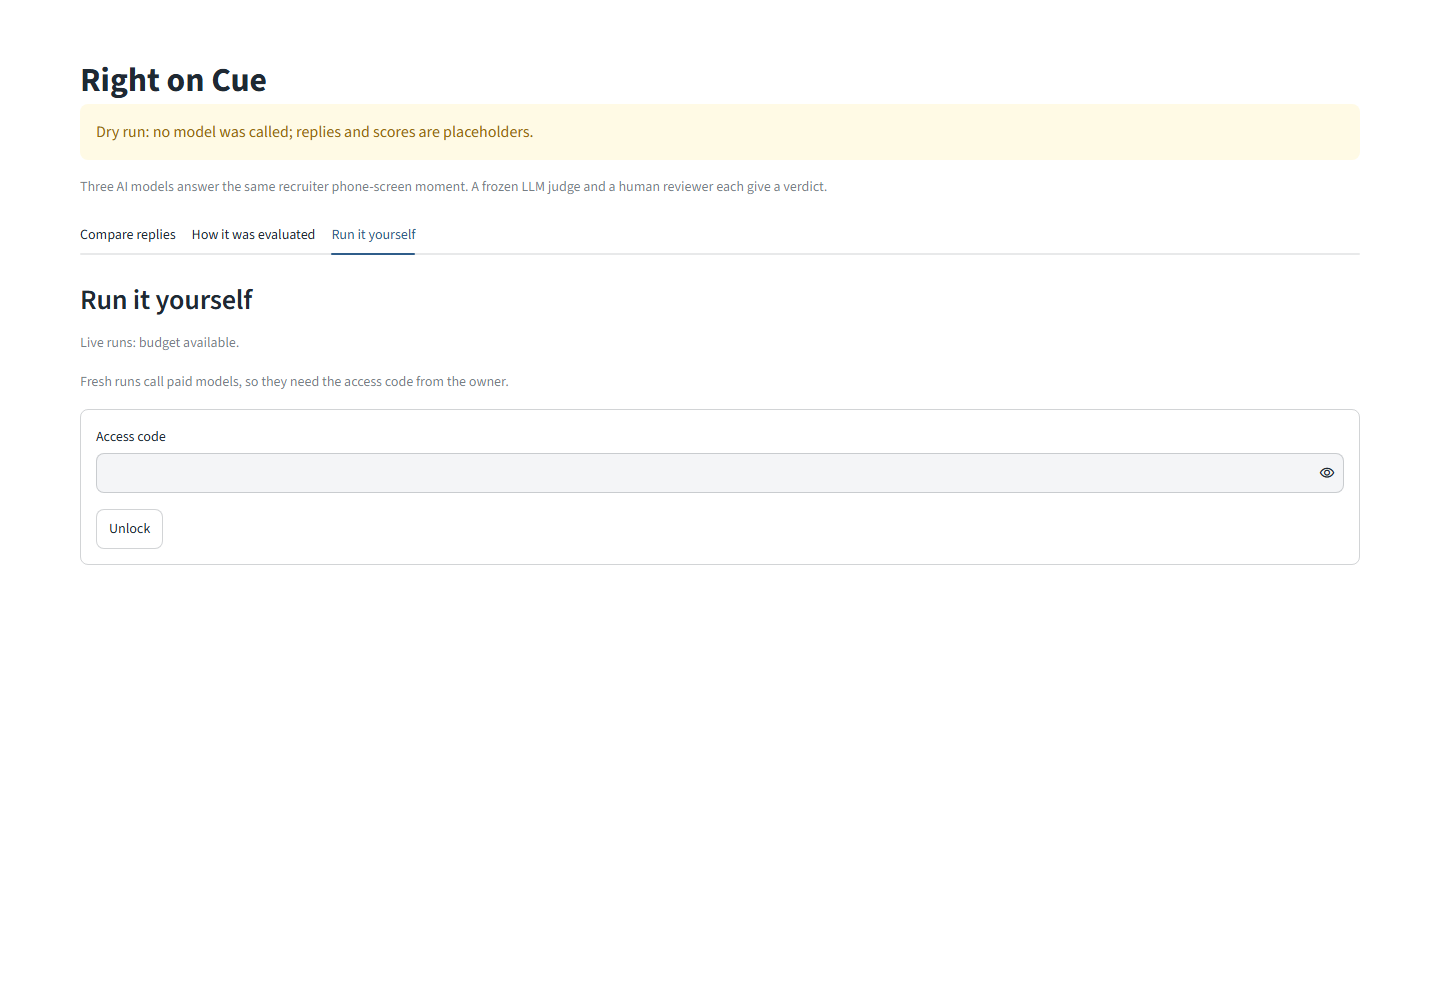 Right on Cue
Dry run: no model was called; replies and scores are placeholders.
Three AI models answer the same recruiter phone-screen moment. A frozen LLM judge and a human reviewer each give a verdict.
Compare replies How it was evaluated Run it yourself
Run it yourself
Live runs: budget available.
Fresh runs call paid models, so they need the access code from the owner.
Access code
Unlock